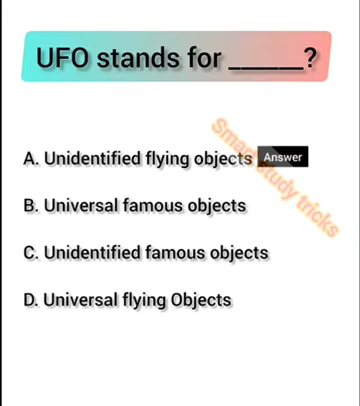 UFO stands for ______?
A. Unidentified flying objects Answer
B. Universal famous objects
C. Unidentified famous objects
D. Universal flying Objects
Smart study tricks